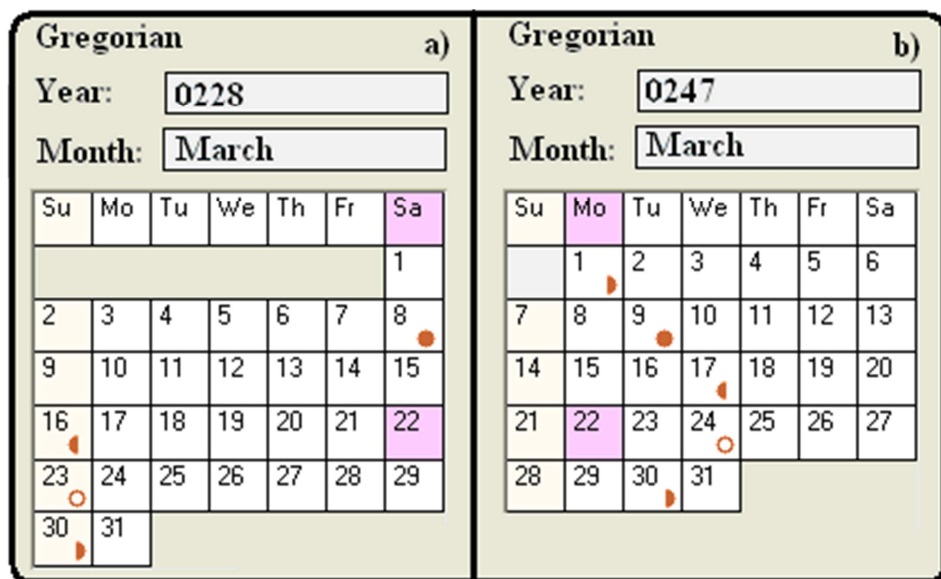 Gregorian a)
Year: 0228
Month: March
Su Mo Tu We Th Fr Sa
1
2 3 4 5 6 7 8
9 10 11 12 13 14 15
16 17 18 19 20 21 22
23 24 25 26 27 28 29
30 31
Gregorian b)
Year: 0247
Month: March
Su Mo Tu We Th Fr Sa
1 2 3 4 5 6
7 8 9 10 11 12 13
14 15 16 17 18 19 20
21 22 23 24 25 26 27
28 29 30 31